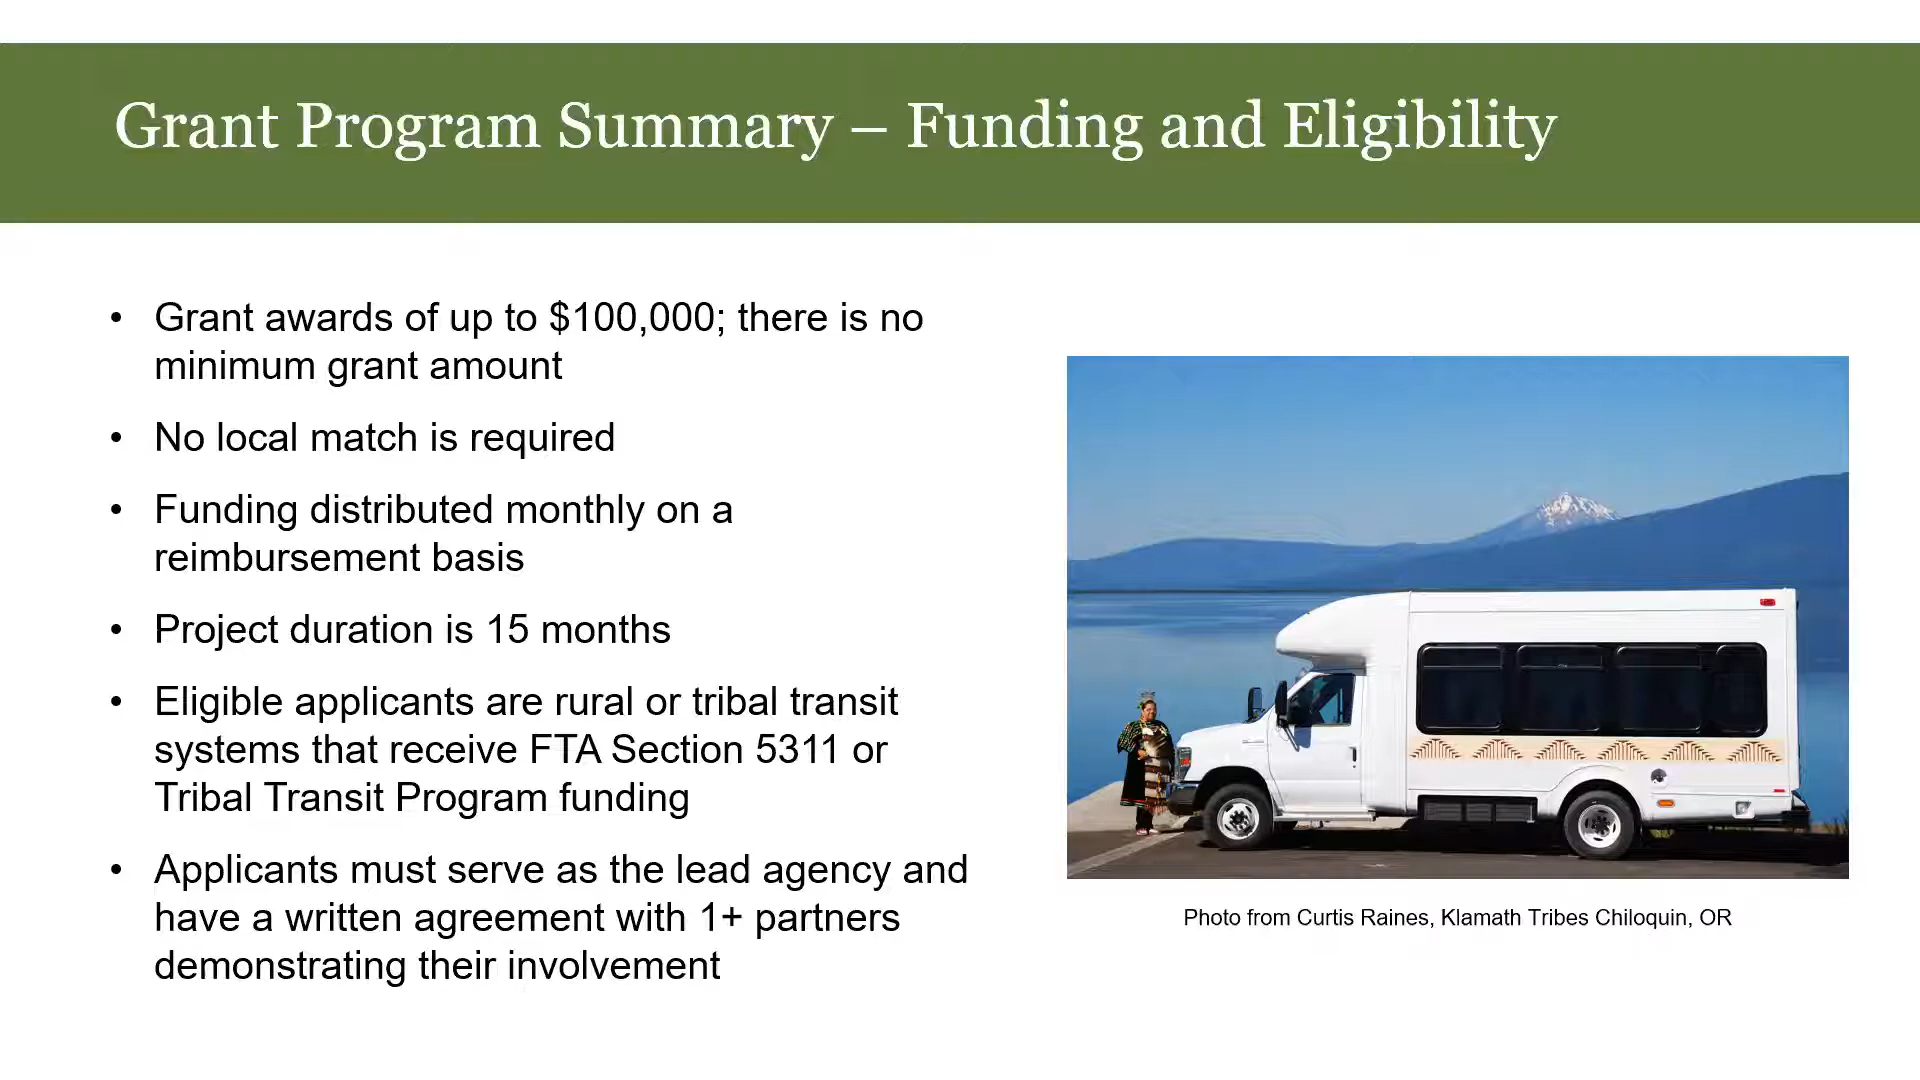 Grant Program Summary – Funding and Eligibility
• Grant awards of up to $100,000; there is no
minimum grant amount
• No local match is required
• Funding distributed monthly on a
reimbursement basis
• Project duration is 15 months
• Eligible applicants are rural or tribal transit
systems that receive FTA Section 5311 or
Tribal Transit Program funding
• Applicants must serve as the lead agency and
have a written agreement with 1+ partners
demonstrating their involvement
Photo from Curtis Raines, Klamath Tribes Chiloquin, OR